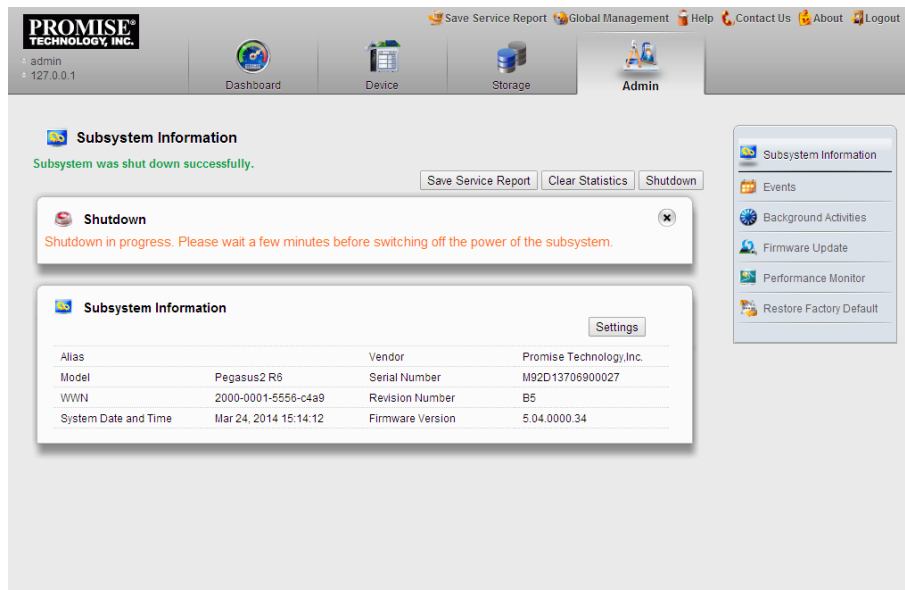 PROMISE®
TECHNOLOGY, INC.
Save Service Report Global Management Help Contact Us About Logout
admin
127.0.0.1
Dashboard Device Storage Admin
Subsystem Information
Subsystem was shut down successfully.
Save Service Report Clear Statistics Shutdown
Shutdown
Shutdown in progress. Please wait a few minutes before switching off the power of the subsystem.
Subsystem Information
Settings
Alias Vendor Promise Technology,Inc.
Model Pegasus2 R6 Serial Number M92D13706900027
WWN 2000-0001-5556-c4a9 Revision Number B5
System Date and Time Mar 24, 2014 15:14:12 Firmware Version 5.04.0000.34
Subsystem Information
Events
Background Activities
Firmware Update
Performance Monitor
Restore Factory Default